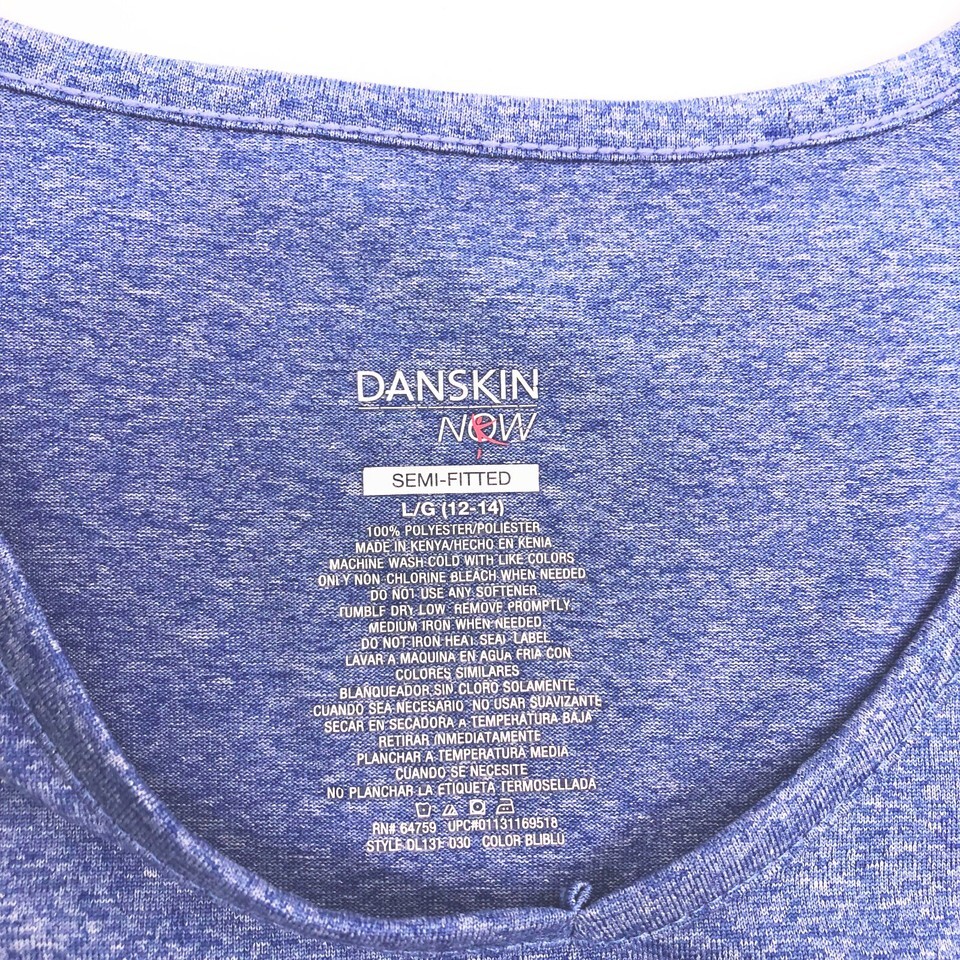 DANSKIN
NOW
SEMI-FITTED
L/G (12-14)
100% POLYESTER/POLIESTER
MADE IN KENYA/HECHO EN KENIA
MACHINE WASH COLD WITH LIKE COLORS
ONLY NON CHLORINE BLEACH WHEN NEEDED
DO NOT USE ANY SOFTENER.
TUMBLE DRY LOW REMOVE PROMPTLY.
MEDIUM IRON WHEN NEEDED.
DO NOT IRON HEAT SEAL LABEL
LAVAR A MAQUINA EN AGUA FRIA CON
COLORES SIMILARES
BLANQUEADOR SIN CLORO SOLAMENTE
CUANDO SEA NECESARIO NO USAR SUAVIZANTE
SECAR EN SECADORA A TEMPERATURA BAJA
RETIRAR INMEDIATAMENTE
PLANCHAR A TEMPERATURA MEDIA
CUANDO SE NECESITE
NO PLANCHAR LA ETIQUETA TERMOSELLADA
RN# 64759 UPC#01131169518
STYLE COLOR BLIBLU